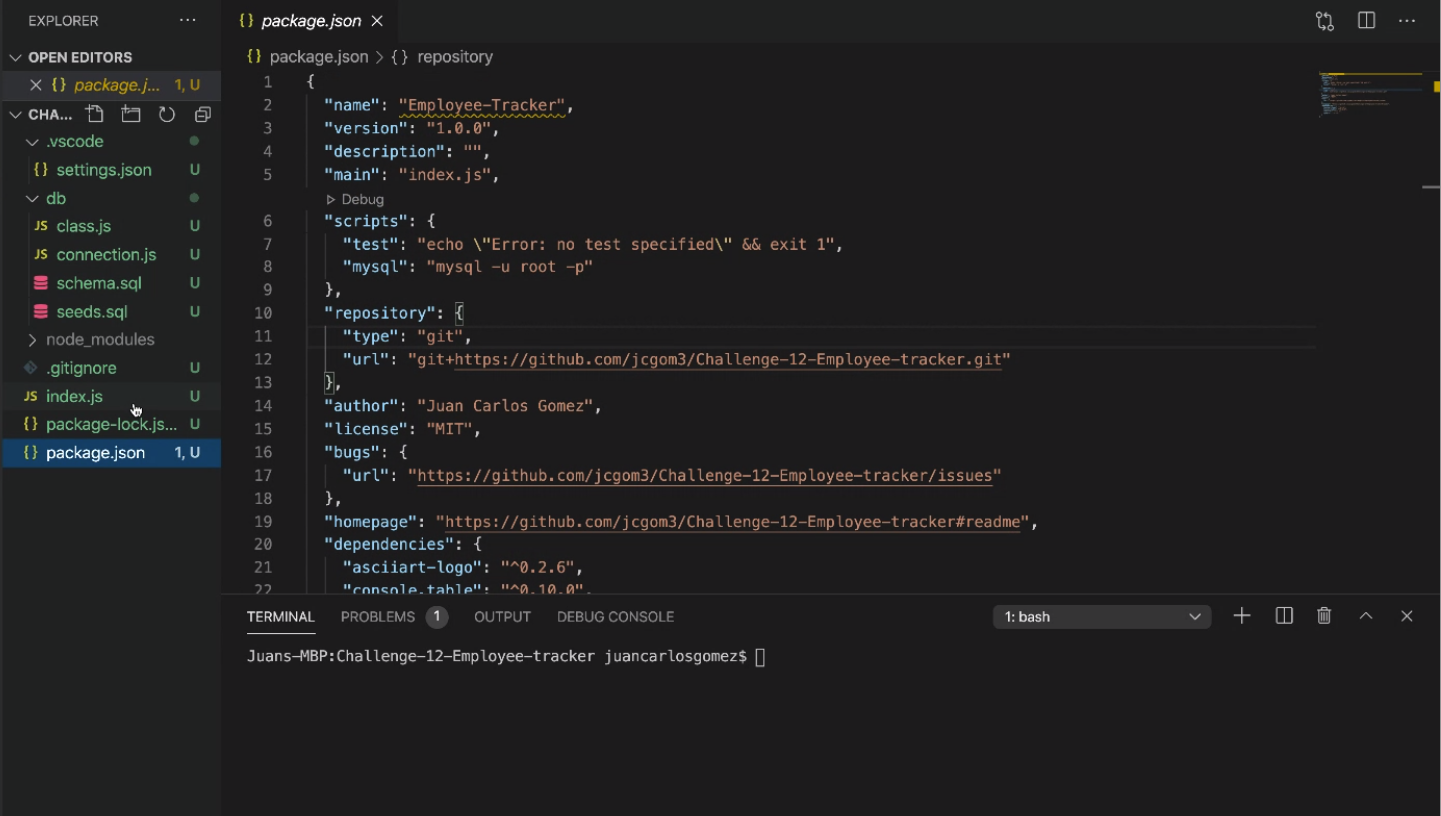 EXPLORER
OPEN EDITORS
package.j... 1, U
CHA...
.vscode
settings.json U
db
JS class.js U
JS connection.js U
schema.sql U
seeds.sql U
node_modules
.gitignore U
JS index.js U
{} package-lock.js... U
{} package.json 1, U
{} package.json
{} package.json > {} repository
1 {
2 "name": "Employee-Tracker",
3 "version": "1.0.0",
4 "description": "",
5 "main": "index.js",
Debug
6 "scripts": {
7 "test": "echo \"Error: no test specified\" && exit 1",
8 "mysql": "mysql -u root -p"
9 },
10 "repository": {
11 "type": "git",
12 "url": "git+https://github.com/jcgom3/Challenge-12-Employee-tracker.git"
13 },
14 "author": "Juan Carlos Gomez",
15 "license": "MIT",
16 "bugs": {
17 "url": "https://github.com/jcgom3/Challenge-12-Employee-tracker/issues"
18 },
19 "homepage": "https://github.com/jcgom3/Challenge-12-Employee-tracker#readme",
20 "dependencies": {
21 "asciiart-logo": "^0.2.6",
22 "console.table": "^0.10.0",
TERMINAL PROBLEMS 1 OUTPUT DEBUG CONSOLE 1: bash
Juans-MBP:Challenge-12-Employee-tracker juancarlosgomez$